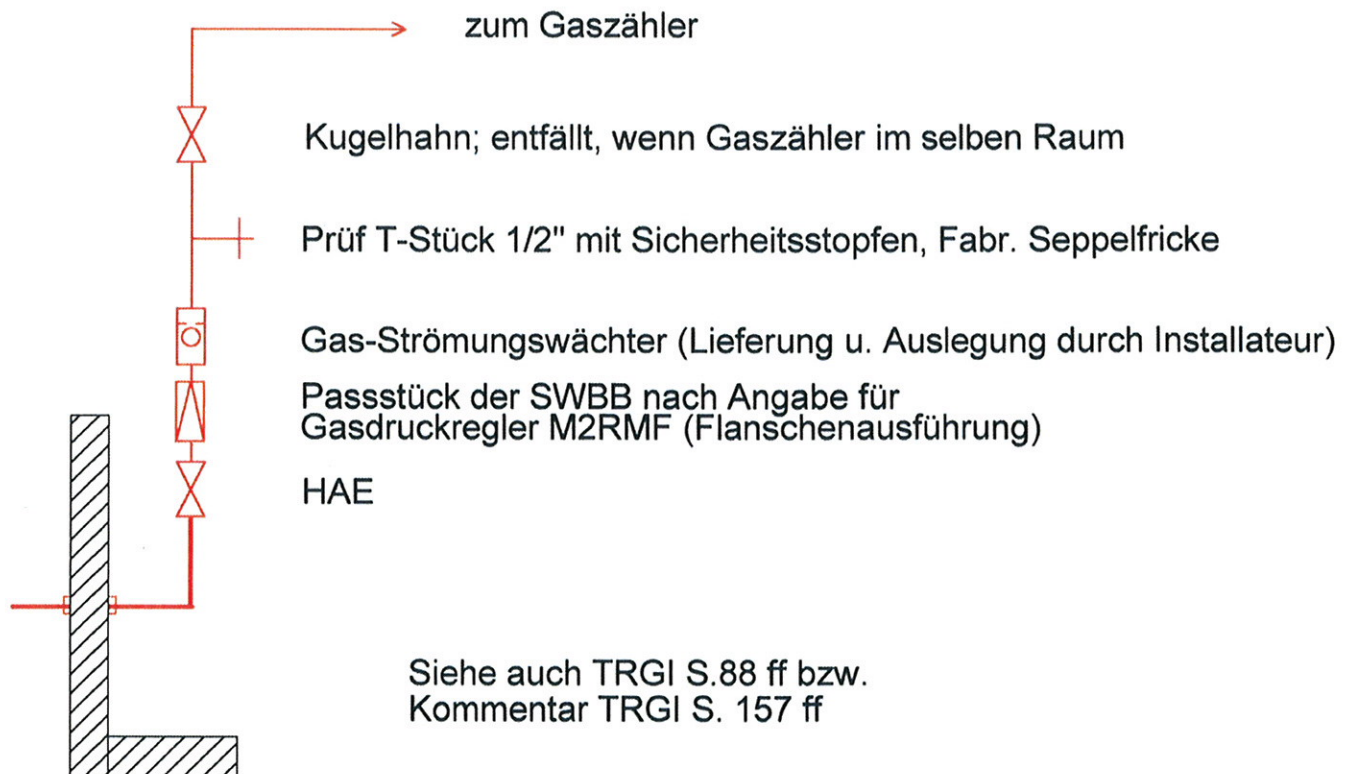 zum Gaszähler
Kugelhahn; entfällt, wenn Gaszähler im selben Raum
Prüf T-Stück 1/2" mit Sicherheitsstopfen, Fabr. Seppelfricke
Gas-Strömungswächter (Lieferung u. Auslegung durch Installateur)
Passstück der SWBB nach Angabe für
Gasdruckregler M2RMF (Flanschenausführung)
HAE
Siehe auch TRGI S.88 ff bzw.
Kommentar TRGI S. 157 ff